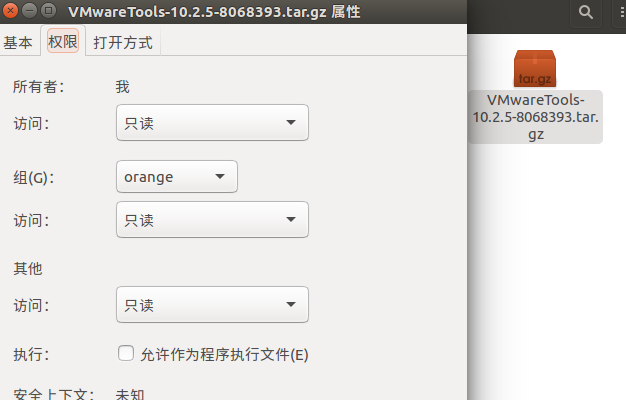 VMwareTools-10.2.5-8068393.tar.gz 属性
基本 权限 打开方式
所有者： 我
访问： 只读
组(G)： orange
访问： 只读
其他
访问： 只读
执行： 允许作为程序执行文件(E)
安全上下文： 未知
tar.gz
VMwareTools-
10.2.5-8068393.tar.
gz